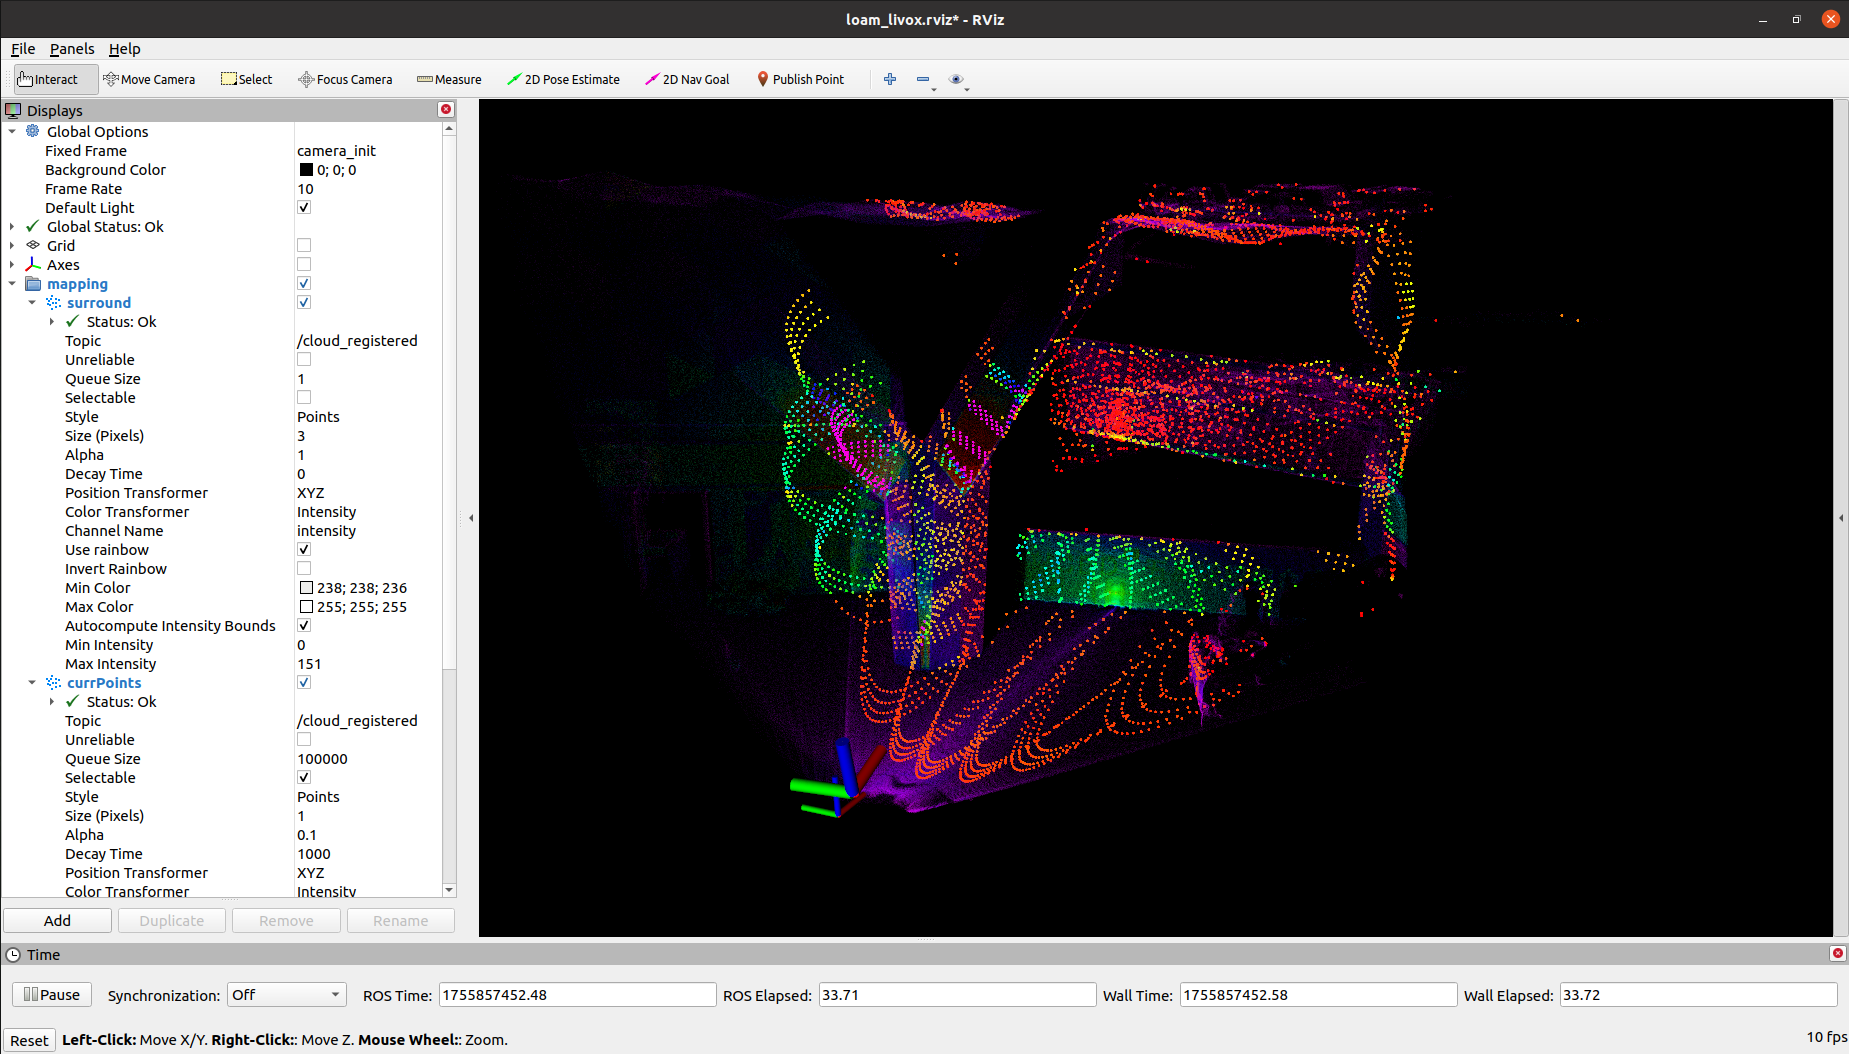 loam_livox.rviz* - RViz
File Panels Help
Interact Move Camera Select Focus Camera Measure 2D Pose Estimate 2D Nav Goal Publish Point
Displays
Global Options
Fixed Frame camera_init
Background Color 0; 0; 0
Frame Rate 10
Default Light
Global Status: Ok
Grid
Axes
mapping
surround
Status: Ok
Topic /cloud_registered
Unreliable
Queue Size 1
Selectable
Style Points
Size (Pixels) 3
Alpha 1
Decay Time 0
Position Transformer XYZ
Color Transformer Intensity
Channel Name intensity
Use rainbow
Invert Rainbow
Min Color 238; 238; 236
Max Color 255; 255; 255
Autocompute Intensity Bounds
Min Intensity 0
Max Intensity 151
currPoints
Status: Ok
Topic /cloud_registered
Unreliable
Queue Size 100000
Selectable
Style Points
Size (Pixels) 1
Alpha 0.1
Decay Time 1000
Position Transformer XYZ
Color Transformer Intensity
Add Duplicate Remove Rename
Time
Pause Synchronization: Off ROS Time: 1755857452.48 ROS Elapsed: 33.71 Wall Time: 1755857452.58 Wall Elapsed: 33.72
Reset Left-Click: Move X/Y. Right-Click:: Move Z. Mouse Wheel:: Zoom. 10 fps